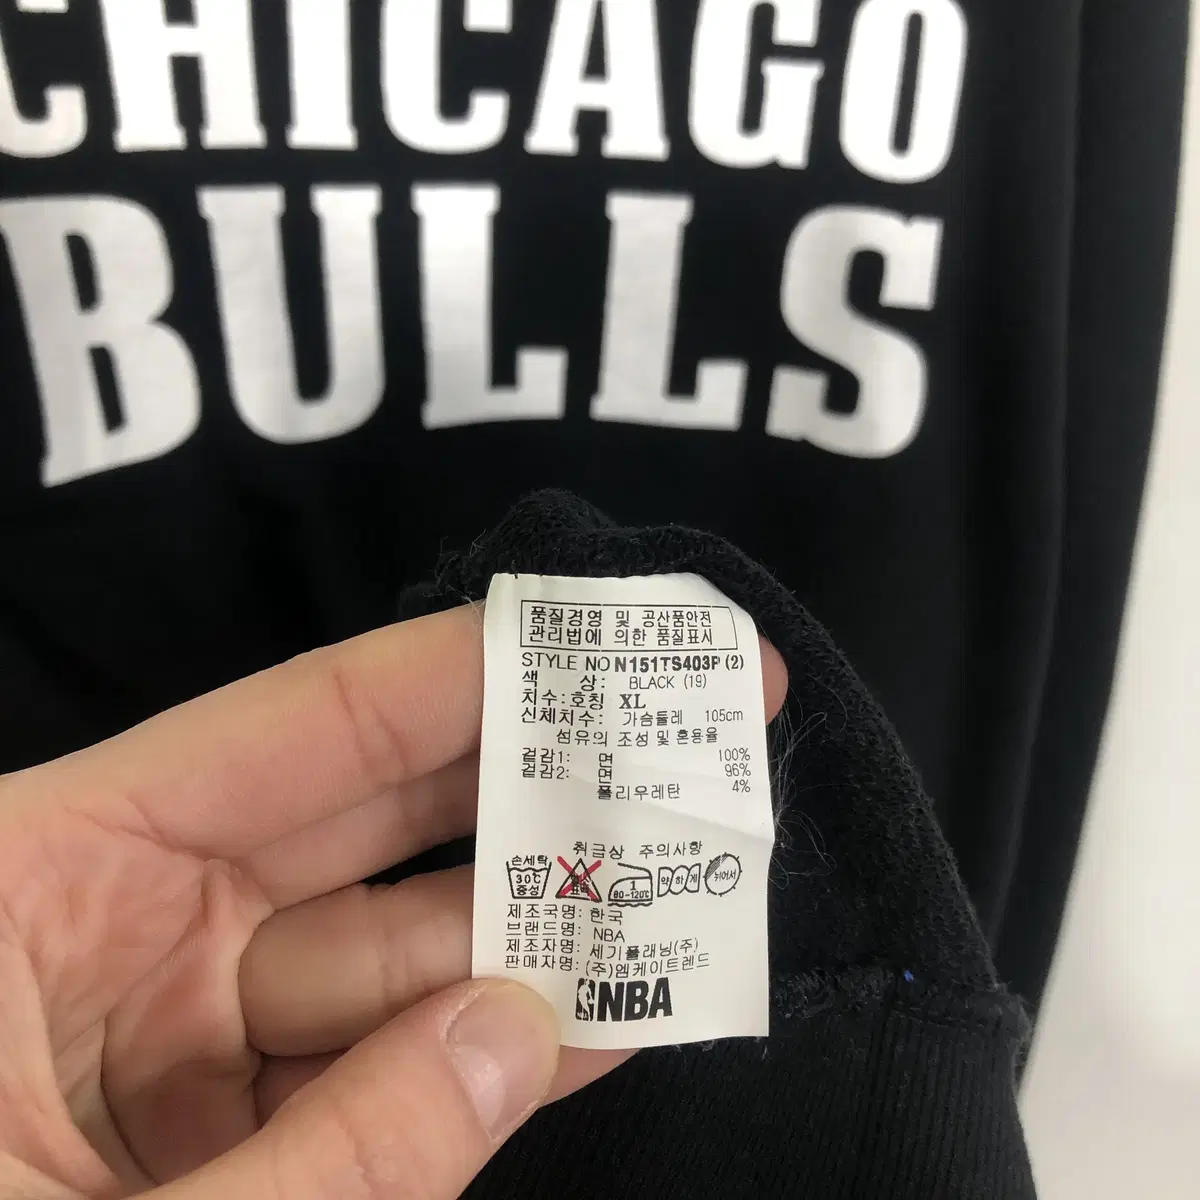 CHICAGO
BULLS
품질경영 및 공산품안전
관리법에 의한 품질표시
STYLE NO N151TS403P (2)
색 상: BLACK (19)
치수:호칭 XL
신체치수: 가슴둘레 105cm
섬유의 조성 및 혼용율
겉감1: 면 100%
겉감2: 면 96%
폴리우레탄 4%
취급상 주의사항
손세탁
30℃
중성
1
80-120℃
약하게
뉘어서
제조국명: 한국
브랜드명: NBA
제조자명: 세기플래닝(주)
판매자명: (주)엠케이트렌드
NBA